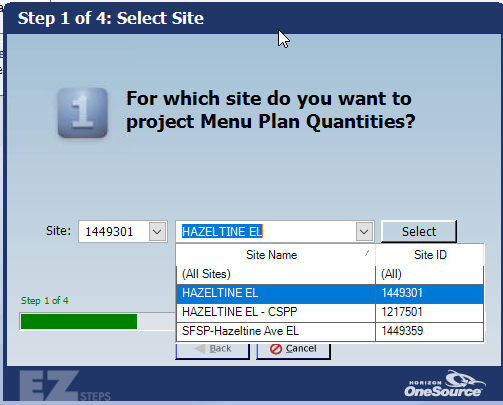 Step 1 of 4: Select Site
1
For which site do you want to
project Menu Plan Quantities?
Site: 1449301 HAZELTINE EL Select
Site Name Site ID
(All Sites) (All)
HAZELTINE EL 1449301
HAZELTINE EL - CSPP 1217501
SFSP-Hazeltine Ave EL 1449359
Step 1 of 4
Back Cancel
EZ STEPS
HORIZON
OneSource